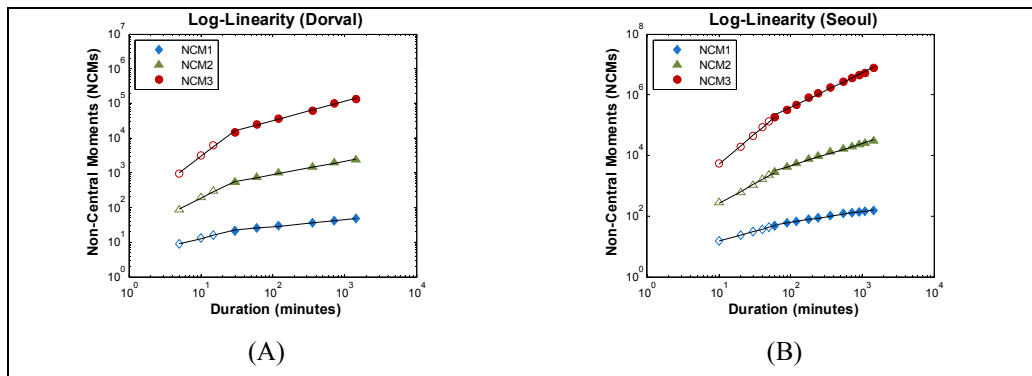 Log-Linearity (Dorval)
Non-Central Moments (NCMs)
10^7
10^6
10^5
10^4
10^3
10^2
10^1
10^0
NCM1
NCM2
NCM3
10^0 10^1 10^2 10^3 10^4
Duration (minutes)
(A)
Log-Linearity (Seoul)
Non-Central Moments (NCMs)
10^8
10^6
10^4
10^2
10^0
NCM1
NCM2
NCM3
10^0 10^1 10^2 10^3 10^4
Duration (minutes)
(B)